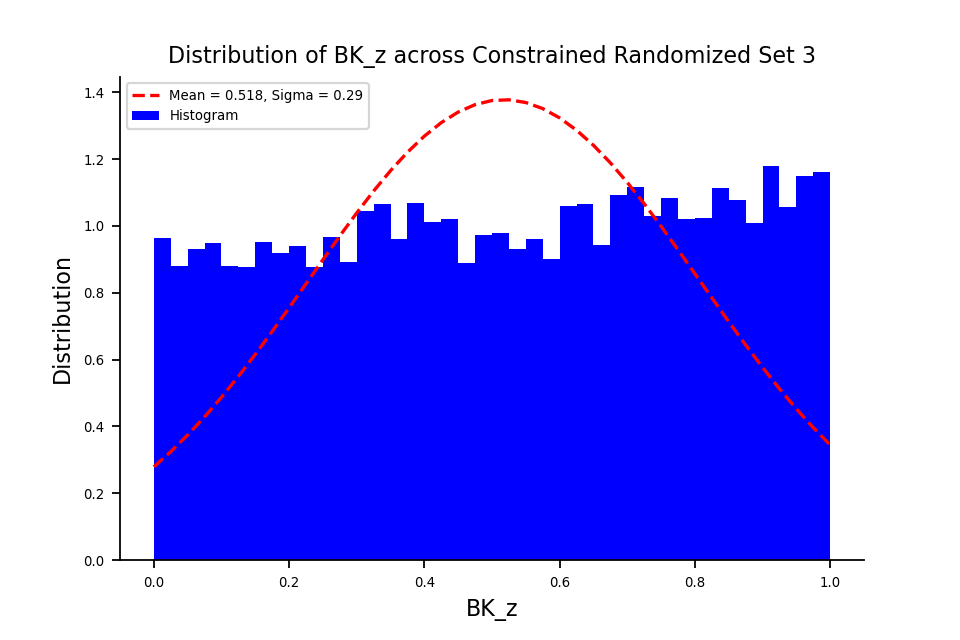 Distribution of BK_z across Constrained Randomized Set 3
Mean = 0.518, Sigma = 0.29
Histogram
Distribution
1.4
1.2
1.0
0.8
0.6
0.4
0.2
0.0
0.0 0.2 0.4 0.6 0.8 1.0
BK_z